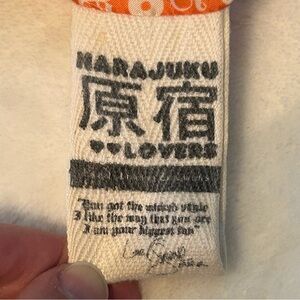 HARAJUKU
原宿
♥♥LOVERS
"You got the wicked style
I like the way that you are
I am your biggest fan"